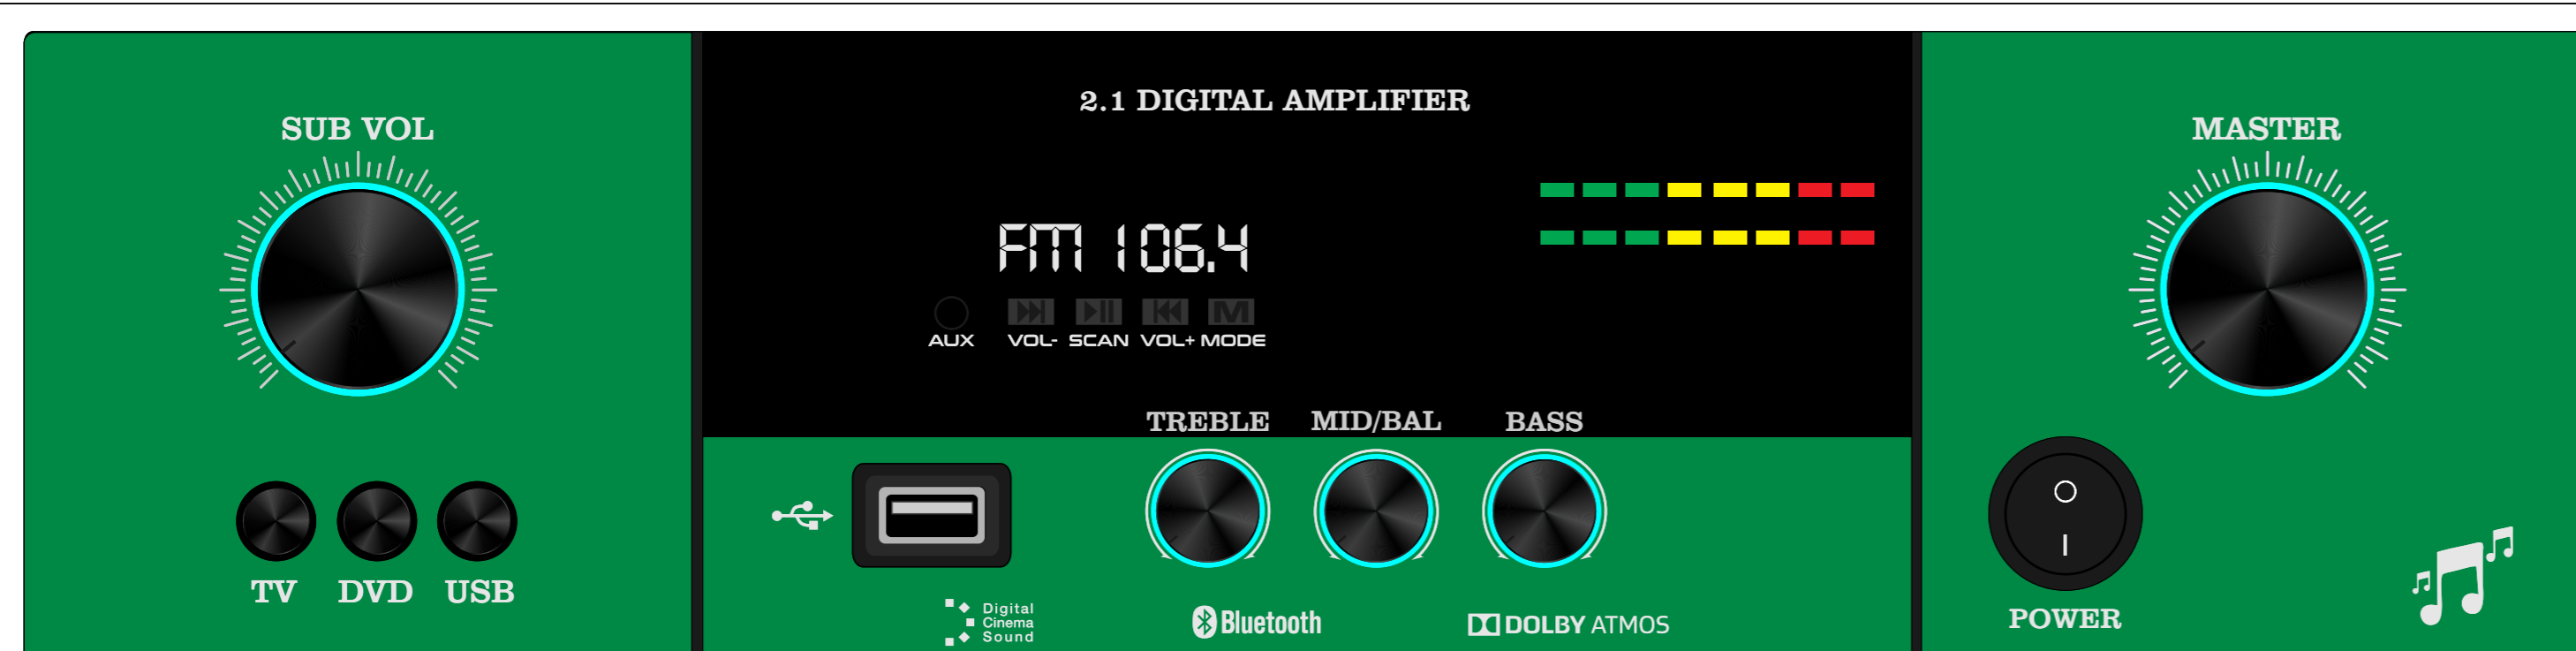 2.1 DIGITAL AMPLIFIER
SUB VOL
MASTER
FM 106.4
M
AUX VOL- SCAN VOL+ MODE
TREBLE MID/BAL BASS
TV DVD USB
Digital
Cinema
Sound
Bluetooth
DOLBY ATMOS
POWER